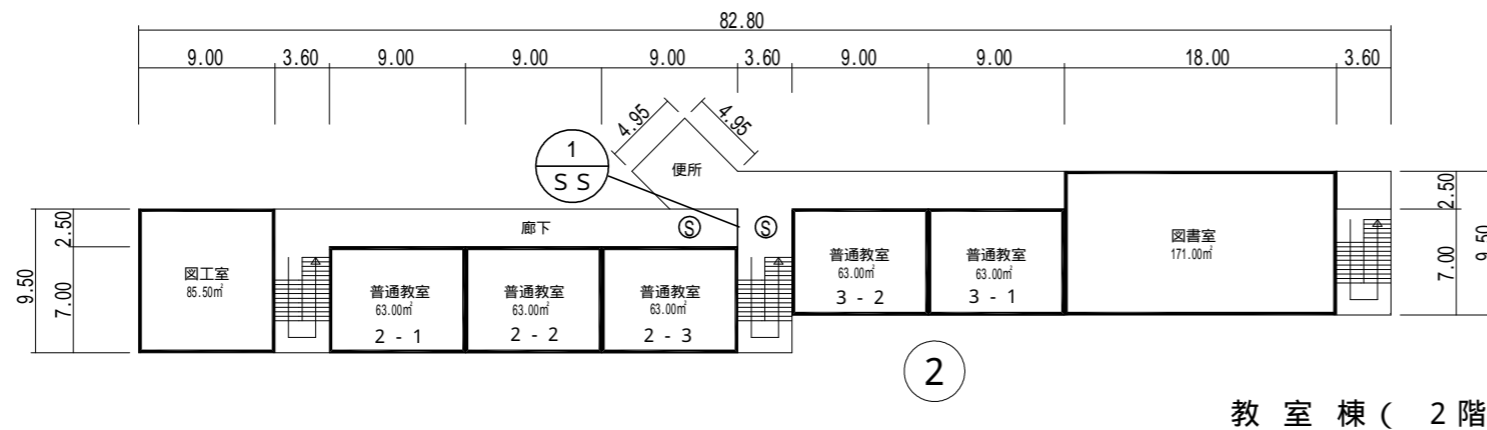 82.80
9.00 3.60 9.00 9.00 9.00 3.60 9.00 9.00 18.00 3.60
4.95 4.95
1
SS
便所
2.50 廊下 S S 2.50
9.50 7.00 7.00 9.50
図工室
85.50㎡
普通教室
63.00㎡
2-1
普通教室
63.00㎡
2-2
普通教室
63.00㎡
2-3
普通教室
63.00㎡
3-2
普通教室
63.00㎡
3-1
図書室
171.00㎡
2
教室棟( 2階